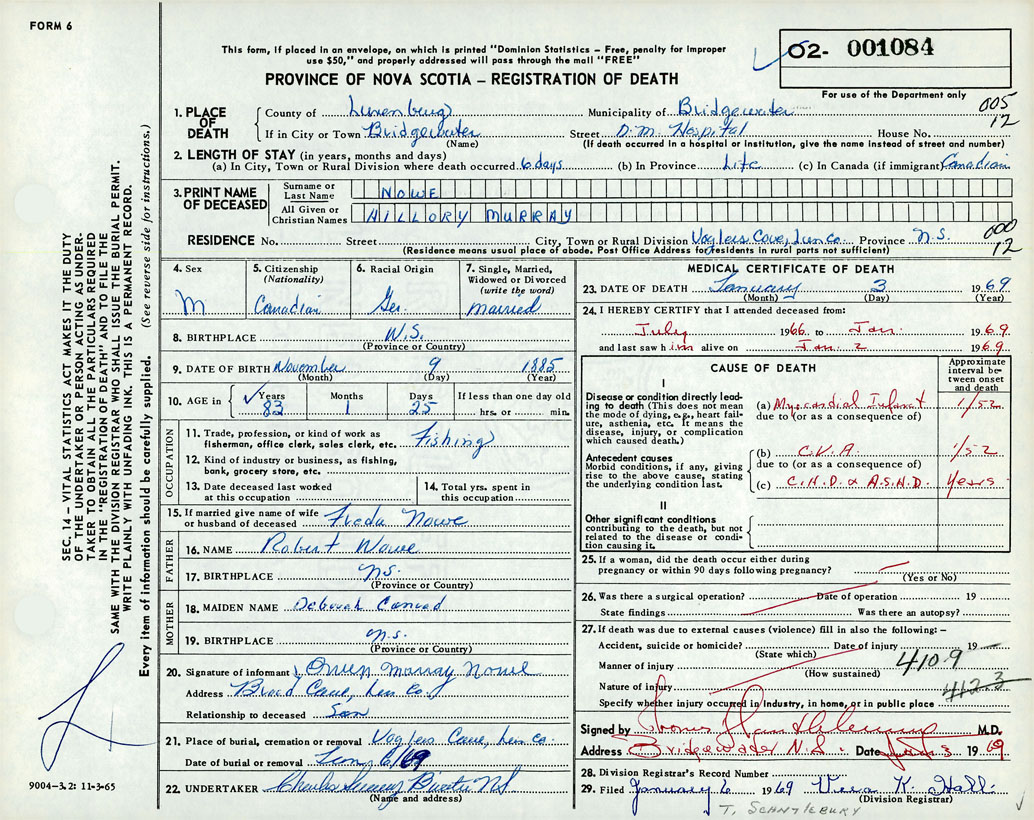 FORM 6
This form, if placed in an envelope, on which is printed "Dominion Statistics – Free, penalty for improper
use $50," and properly addressed will pass through the mail "FREE"
02- 001084
For use of the Department only
PROVINCE OF NOVA SCOTIA – REGISTRATION OF DEATH
005
12
1. PLACE OF DEATH
County of Lunenburg Municipality of Bridgewater
If in City or Town Bridgewater Street D.M. Hospital House No.
(Name) (If death occurred in a hospital or institution, give the name instead of street and number)
2. LENGTH OF STAY (in years, months and days)
(a) In City, Town or Rural Division where death occurred 6 days (b) In Province Life (c) In Canada (if immigrant) Canadian
3. PRINT NAME OF DECEASED
Surname or Last Name NOWE
All Given or Christian Names HILLORY MURRAY
000
12
RESIDENCE No. Street City, Town or Rural Division Voglers Cove, Lun Co. Province N.S.
(Residence means usual place of abode. Post Office Address for residents in rural parts not sufficient)
4. Sex M
5. Citizenship (Nationality) Canadian
6. Racial Origin Ger.
7. Single, Married, Widowed or Divorced (write the word) married
8. BIRTHPLACE N.S.
(Province or Country)
9. DATE OF BIRTH November 9 1885
(Month) (Day) (Year)
10. AGE in Years 83 Months 1 Days 25 If less than one day old hrs. or min.
OCCUPATION
11. Trade, profession, or kind of work as fisherman, office clerk, sales clerk, etc. Fishing
12. Kind of industry or business, as fishing, bank, grocery store, etc.
13. Date deceased last worked at this occupation
14. Total yrs. spent in this occupation
15. If married give name of wife or husband of deceased Freda Nowe
FATHER
16. NAME Robert Nowe
17. BIRTHPLACE N.S.
(Province or Country)
MOTHER
18. MAIDEN NAME Deborah Conrad
19. BIRTHPLACE N.S.
(Province or Country)
20. Signature of informant Murray Nowe
Address Broad Cove, Lun Co.
Relationship to deceased Son
21. Place of burial, cremation or removal Voglers Cove, Lun Co.
Date of burial or removal Jan 6/69
22. UNDERTAKER Charles
(Name and address)
MEDICAL CERTIFICATE OF DEATH
23. DATE OF DEATH January 3 1969
(Month) (Day) (Year)
24. I HEREBY CERTIFY that I attended deceased from:
July 1966 to Jan. 1969
and last saw him alive on Jan 2 1969
CAUSE OF DEATH
Approximate interval between onset and death
I
Disease or condition directly leading to death (This does not mean the mode of dying, e.g., heart failure, asthenia, etc. It means the disease, injury, or complication which caused death.)
(a) Myocardial Infarct 1/52
due to (or as a consequence of)
Antecedent causes
Morbid conditions, if any, giving rise to the above cause, stating the underlying condition last.
(b) C.V.A. 1/52
due to (or as a consequence of)
(c) C.H.D. & A.S.H.D. Years
II
Other significant conditions
contributing to the death, but not related to the disease or condition causing it.
25. If a woman, did the death occur either during
pregnancy or within 90 days following pregnancy?
(Yes or No)
26. Was there a surgical operation? Date of operation 19
State findings Was there an autopsy?
27. If death was due to external causes (violence) fill in also the following: –
Accident, suicide or homicide? Date of injury 19
(State which)
Manner of injury 410.9
(How sustained)
Nature of injury 412.3
Specify whether injury occurred in industry, in home, or in public place
Signed by M.D.
Address Bridgewater N.S. Date Jan 3 1969
28. Division Registrar's Record Number
29. Filed January 6 1969 Vera K. Hall
(Division Registrar)
SEC. 14 – VITAL STATISTICS ACT MAKES IT THE DUTY
OF THE UNDERTAKER OR PERSON ACTING AS UNDER-
TAKER TO OBTAIN ALL THE PARTICULARS REQUIRED
IN THE "REGISTRATION OF DEATH" AND TO FILE THE
SAME WITH THE DIVISION REGISTRAR WHO SHALL ISSUE THE BURIAL PERMIT.
WRITE PLAINLY WITH UNFADING INK. THIS IS A PERMANENT RECORD.
Every item of information should be carefully supplied. (See reverse side for instructions.)
9004-3.2: 11-3-65